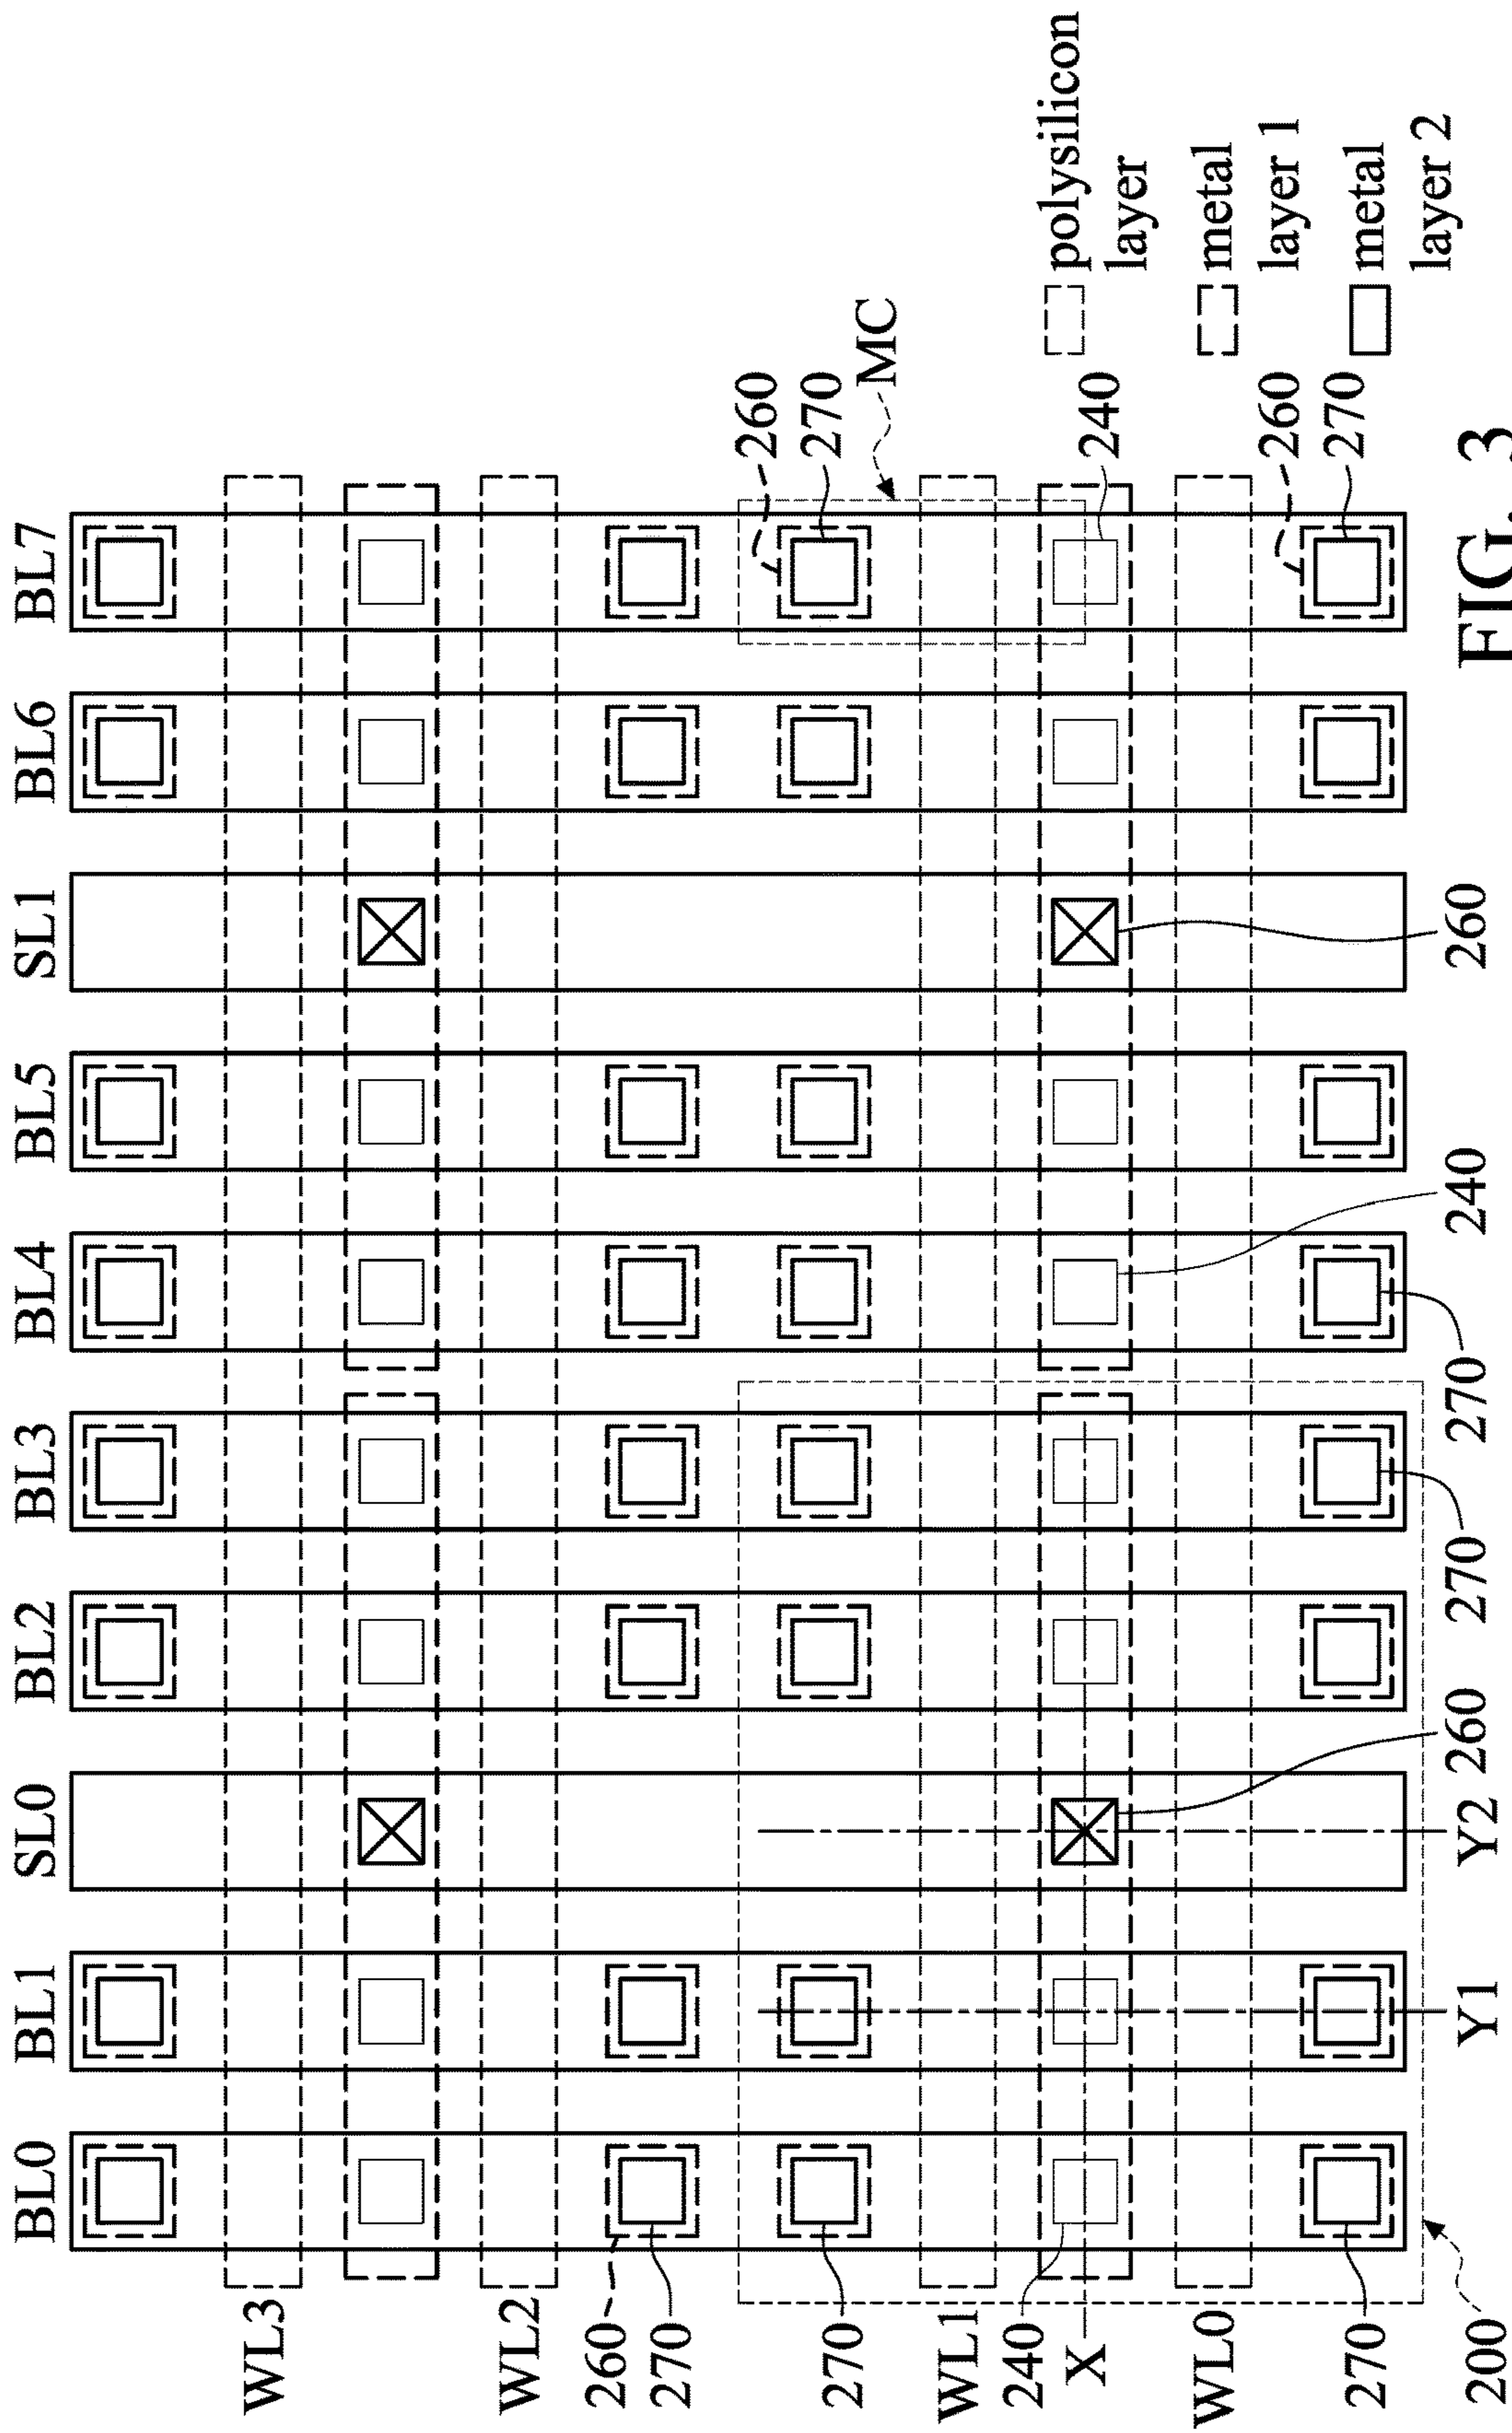 BL0 BL1 SL0 BL2 BL3 BL4 BL5 SL1 BL6 BL7
WL3
WL2
260
270
260
270
270
MC
WL1
240
240
X
polysilicon
layer
WL0
metal
layer 1
260
270
270
metal
layer 2
200
Y1
Y2
260
270
270
240
260
FIG. 3